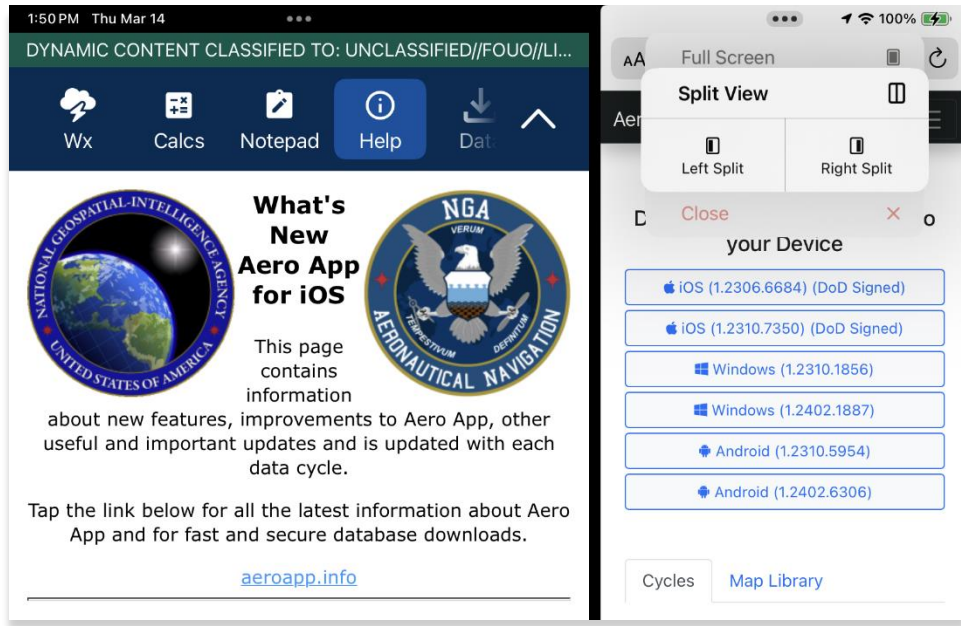 1:50 PM Thu Mar 14
DYNAMIC CONTENT CLASSIFIED TO: UNCLASSIFIED//FOUO//LI...
Wx
Calcs
Notepad
Help
Dat
NATIONAL GEOSPATIAL-INTELLIGENCE AGENCY
UNITED STATES OF AMERICA
What's
New
Aero App
for iOS
NGA
VERUM
TEMPESTIVUM
DEFINITUM
AERONAUTICAL NAVIGATION
This page
contains
information
about new features, improvements to Aero App, other
useful and important updates and is updated with each
data cycle.
Tap the link below for all the latest information about Aero
App and for fast and secure database downloads.
aeroapp.info
100%
AA
Full Screen
Split View
Aer
Left Split
Right Split
Close
D
o
your Device
iOS (1.2306.6684) (DoD Signed)
iOS (1.2310.7350) (DoD Signed)
Windows (1.2310.1856)
Windows (1.2402.1887)
Android (1.2310.5954)
Android (1.2402.6306)
Cycles
Map Library